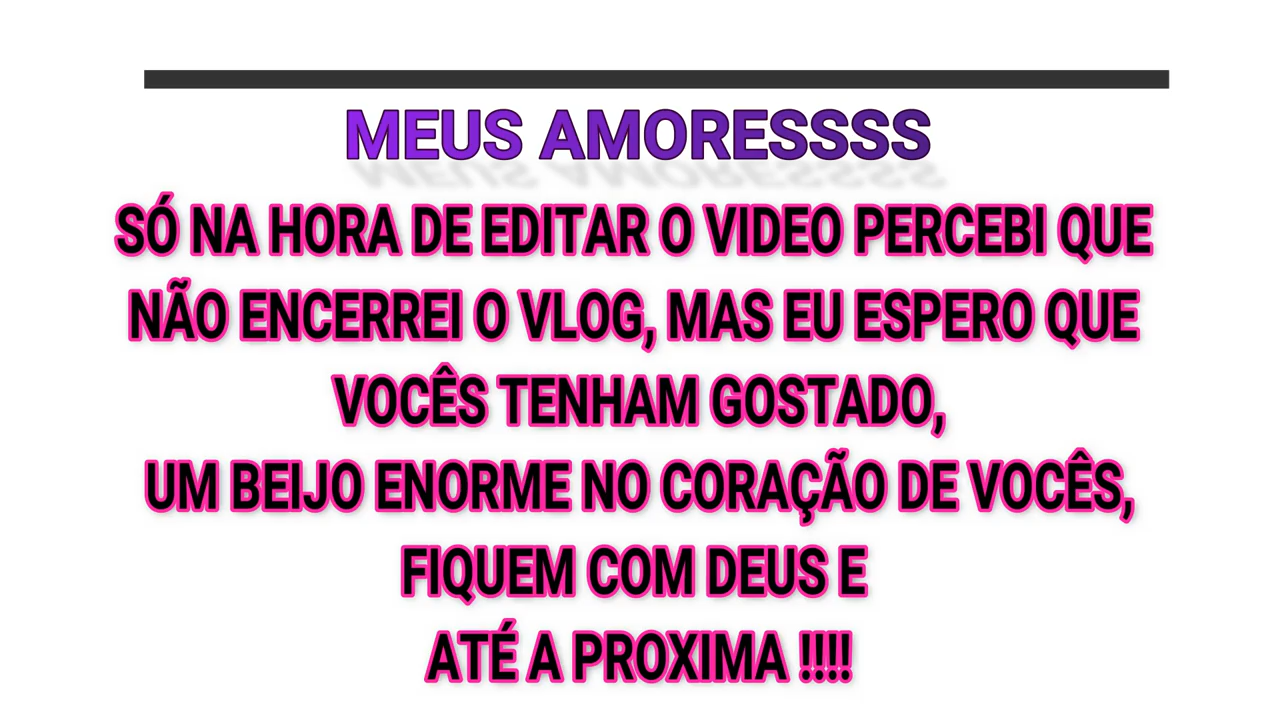 MEUS AMORESSSS
SÓ NA HORA DE EDITAR O VIDEO PERCEBI QUE
NÃO ENCERREI O VLOG, MAS EU ESPERO QUE
VOCÊS TENHAM GOSTADO,
UM BEIJO ENORME NO CORAÇÃO DE VOCÊS,
FIQUEM COM DEUS E
ATÉ A PROXIMA !!!!